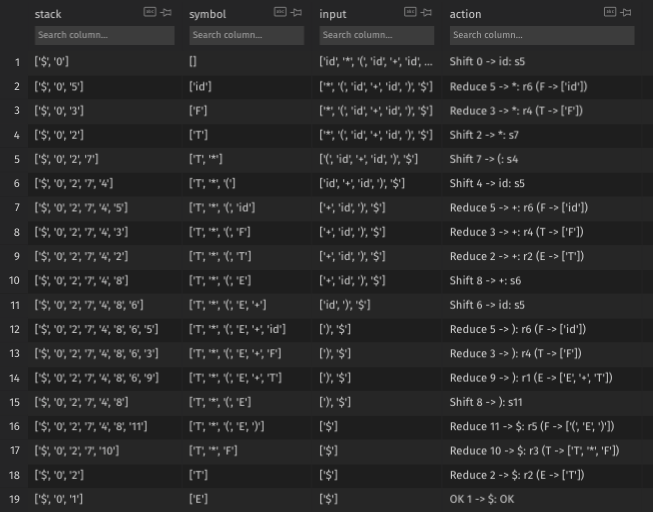 stack symbol input action
Search column... Search column... Search column... Search column...
1 ['$', '0'] [] ['id', '*', '(', 'id', '+', 'id', ... Shift 0 -> id: s5
2 ['$', '0', '5'] ['id'] ['*', '(', 'id', '+', 'id', ')', '$'] Reduce 5 -> *: r6 (F -> ['id'])
3 ['$', '0', '3'] ['F'] ['*', '(', 'id', '+', 'id', ')', '$'] Reduce 3 -> *: r4 (T -> ['F'])
4 ['$', '0', '2'] ['T'] ['*', '(', 'id', '+', 'id', ')', '$'] Shift 2 -> *: s7
5 ['$', '0', '2', '7'] ['T', '*'] ['(', 'id', '+', 'id', ')', '$'] Shift 7 -> (: s4
6 ['$', '0', '2', '7', '4'] ['T', '*', '('] ['id', '+', 'id', ')', '$'] Shift 4 -> id: s5
7 ['$', '0', '2', '7', '4', '5'] ['T', '*', '(', 'id'] ['+', 'id', ')', '$'] Reduce 5 -> +: r6 (F -> ['id'])
8 ['$', '0', '2', '7', '4', '3'] ['T', '*', '(', 'F'] ['+', 'id', ')', '$'] Reduce 3 -> +: r4 (T -> ['F'])
9 ['$', '0', '2', '7', '4', '2'] ['T', '*', '(', 'T'] ['+', 'id', ')', '$'] Reduce 2 -> +: r2 (E -> ['T'])
10 ['$', '0', '2', '7', '4', '8'] ['T', '*', '(', 'E'] ['+', 'id', ')', '$'] Shift 8 -> +: s6
11 ['$', '0', '2', '7', '4', '8', '6'] ['T', '*', '(', 'E', '+'] ['id', ')', '$'] Shift 6 -> id: s5
12 ['$', '0', '2', '7', '4', '8', '6', '5'] ['T', '*', '(', 'E', '+', 'id'] [')', '$'] Reduce 5 -> ): r6 (F -> ['id'])
13 ['$', '0', '2', '7', '4', '8', '6', '3'] ['T', '*', '(', 'E', '+', 'F'] [')', '$'] Reduce 3 -> ): r4 (T -> ['F'])
14 ['$', '0', '2', '7', '4', '8', '6', '9'] ['T', '*', '(', 'E', '+', 'T'] [')', '$'] Reduce 9 -> ): r1 (E -> ['E', '+', 'T'])
15 ['$', '0', '2', '7', '4', '8'] ['T', '*', '(', 'E'] [')', '$'] Shift 8 -> ): s11
16 ['$', '0', '2', '7', '4', '8', '11'] ['T', '*', '(', 'E', ')'] ['$'] Reduce 11 -> $: r5 (F -> ['(', 'E', ')'])
17 ['$', '0', '2', '7', '10'] ['T', '*', 'F'] ['$'] Reduce 10 -> $: r3 (T -> ['T', '*', 'F'])
18 ['$', '0', '2'] ['T'] ['$'] Reduce 2 -> $: r2 (E -> ['T'])
19 ['$', '0', '1'] ['E'] ['$'] OK 1 -> $: OK